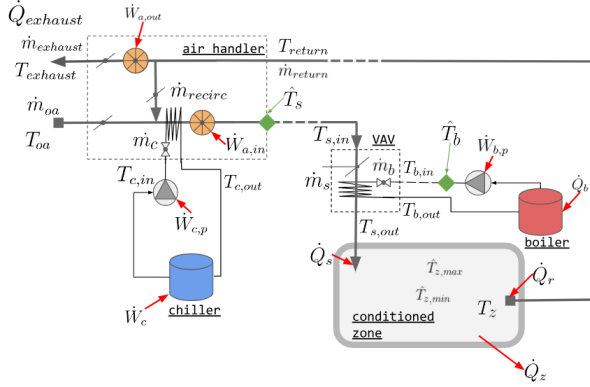 Q̇_exhaust
Ẇ_a,out
ṁ_exhaust
air handler
T_return
T_exhaust
ṁ_recirc
ṁ_return
ṁ_oa
T̂_s
T_oa
ṁ_c
Ẇ_a,in
T_s,in
VAV
T̂_b
Ẇ_b,p
T_c,in
T_c,out
ṁ_s
ṁ_b
T_b,in
Q̇_b
Ẇ_c,p
T_b,out
T_s,out
boiler
Q̇_s
T̂_z,max
Q̇_r
T̂_z,min
T_z
Ẇ_c
chiller
conditioned
zone
Q̇_z